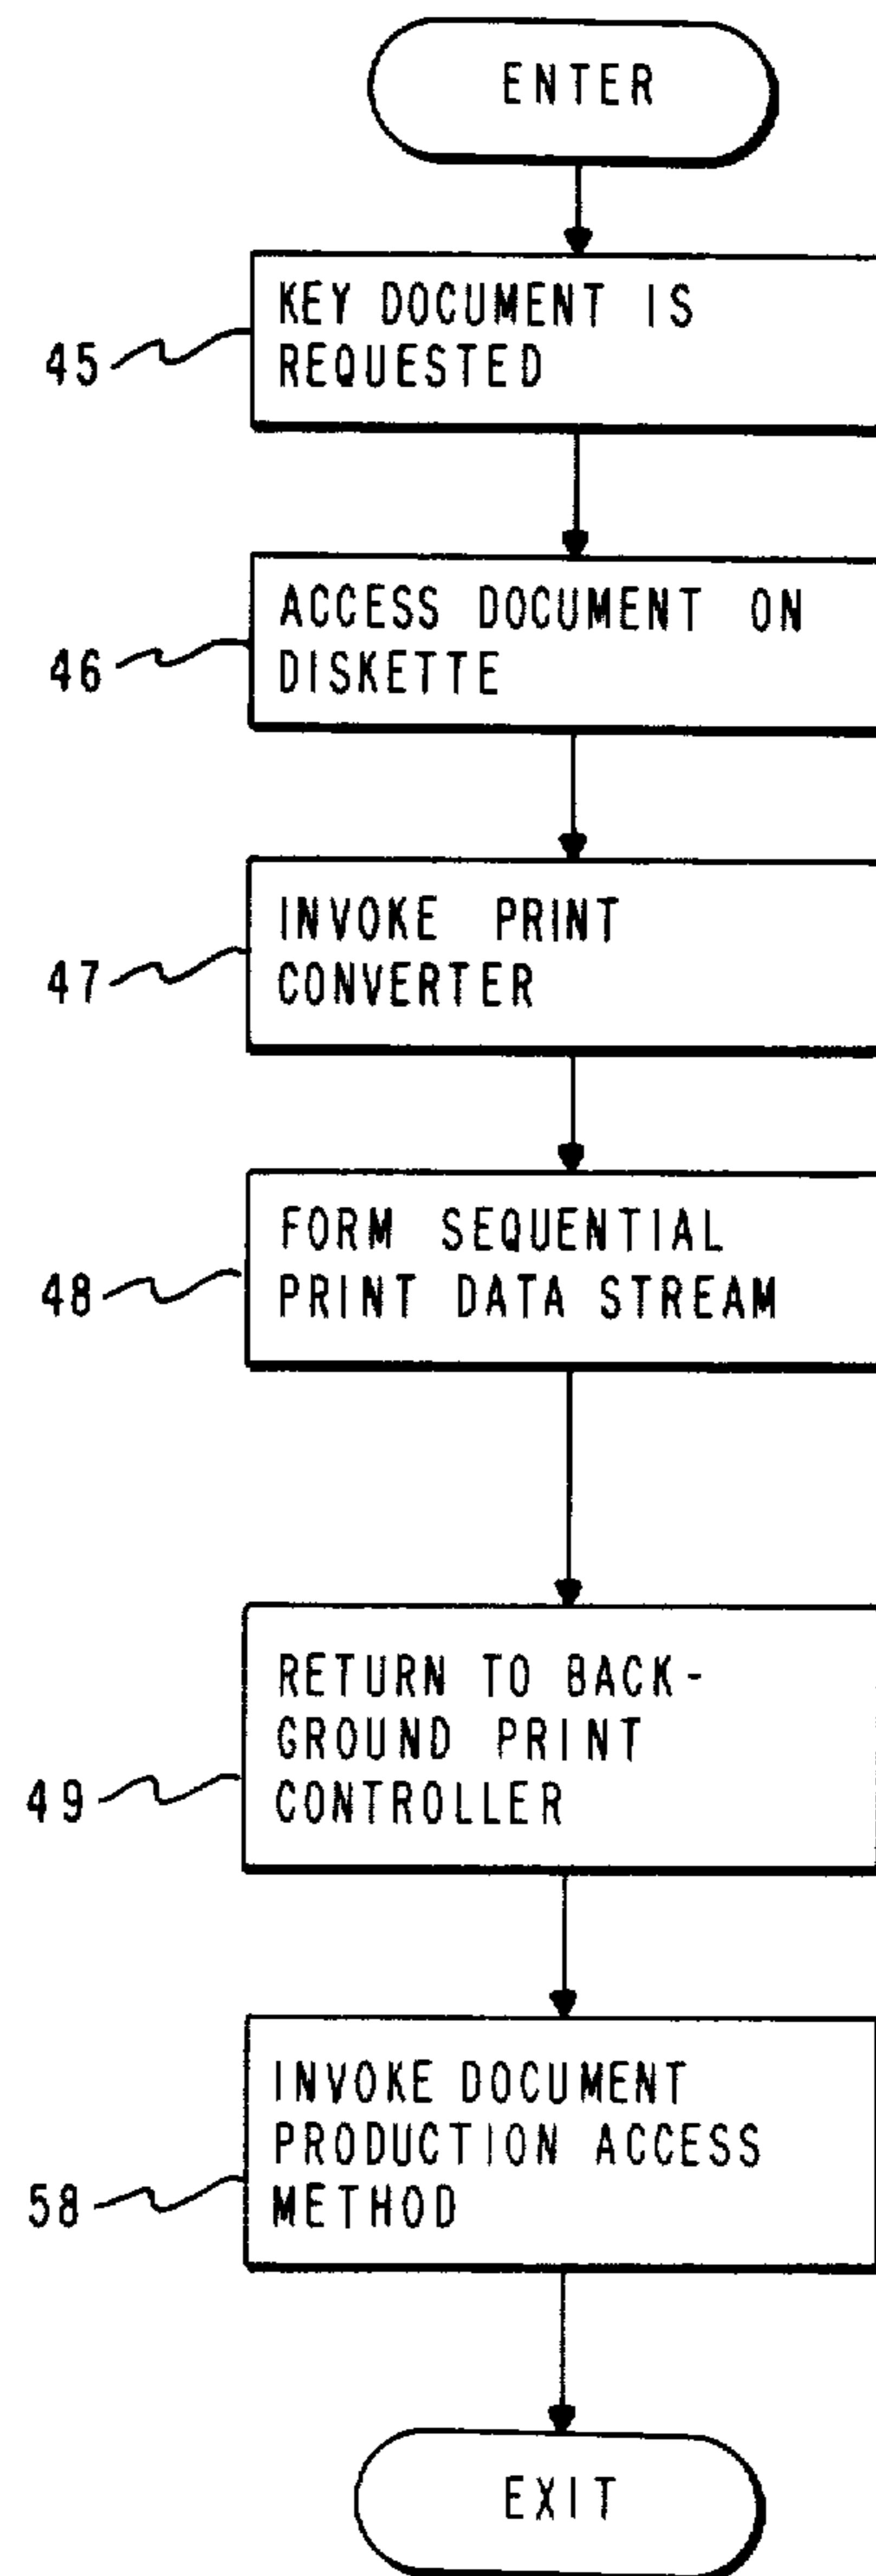 ENTER
KEY DOCUMENT IS
REQUESTED
45
ACCESS DOCUMENT ON
DISKETTE
46
INVOKE PRINT
CONVERTER
47
FORM SEQUENTIAL
PRINT DATA STREAM
48
RETURN TO BACK-
GROUND PRINT
CONTROLLER
49
INVOKE DOCUMENT
PRODUCTION ACCESS
METHOD
58
EXIT